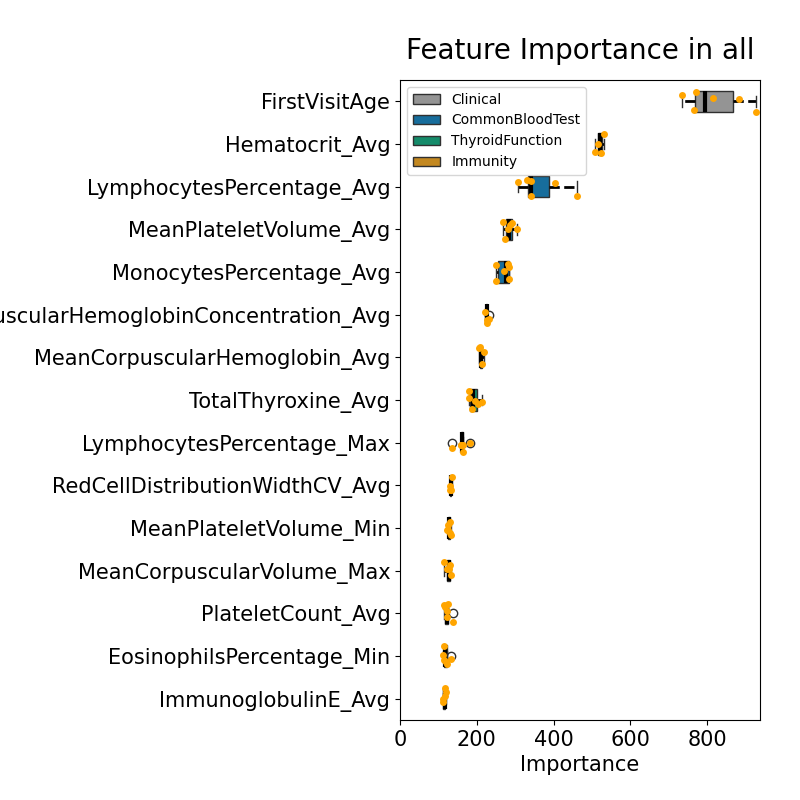 Feature Importance in all
Clinical
CommonBloodTest
ThyroidFunction
Immunity
FirstVisitAge
Hematocrit_Avg
LymphocytesPercentage_Avg
MeanPlateletVolume_Avg
MonocytesPercentage_Avg
uscularHemoglobinConcentration_Avg
MeanCorpuscularHemoglobin_Avg
TotalThyroxine_Avg
LymphocytesPercentage_Max
RedCellDistributionWidthCV_Avg
MeanPlateletVolume_Min
MeanCorpuscularVolume_Max
PlateletCount_Avg
EosinophilsPercentage_Min
ImmunoglobulinE_Avg
0 200 400 600 800
Importance